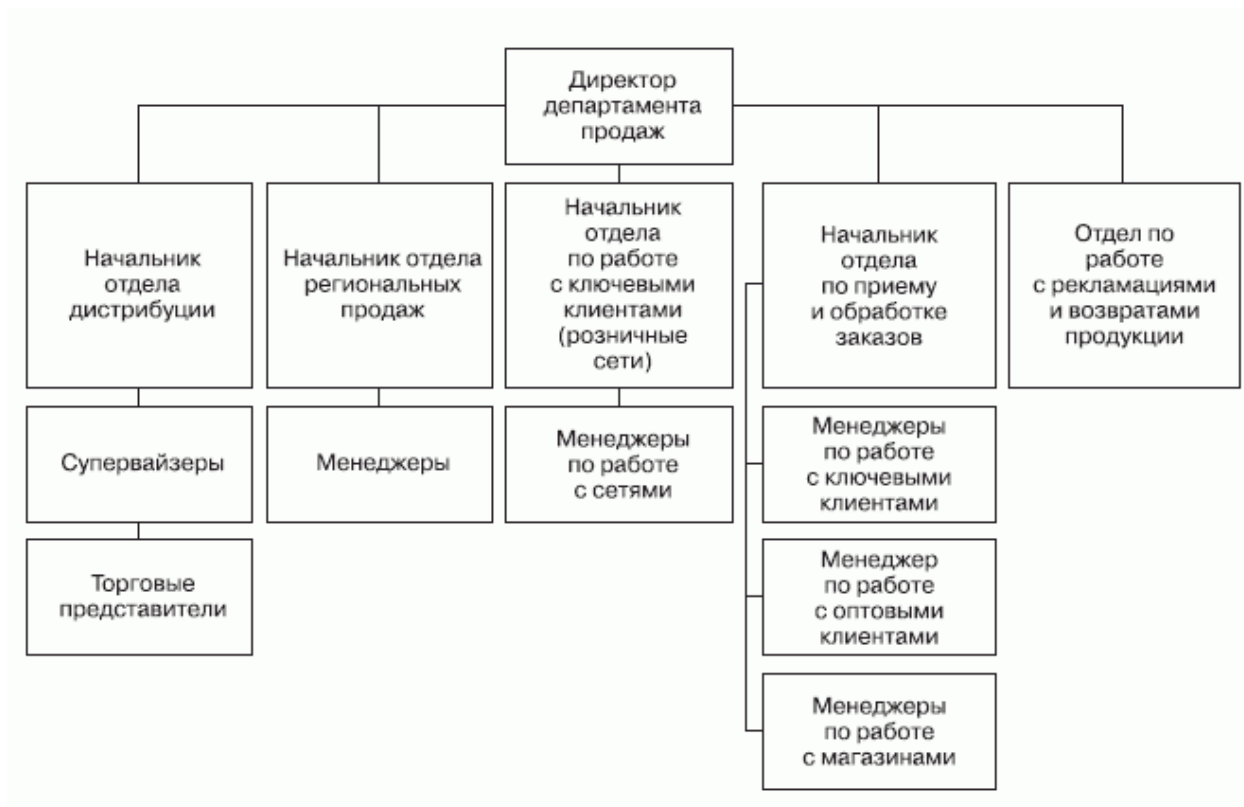 Директор
департамента
продаж
Начальник
отдела
дистрибуции
Начальник отдела
региональных
продаж
Начальник
отдела
по работе
с ключевыми
клиентами
(розничные
сети)
Начальник
отдела
по приему
и обработке
заказов
Отдел по
работе
с рекламациями
и возвратами
продукции
Супервайзеры
Менеджеры
Менеджеры
по работе
с сетями
Менеджеры
по работе
с ключевыми
клиентами
Торговые
представители
Менеджер
по работе
с оптовыми
клиентами
Менеджеры
по работе
с магазинами